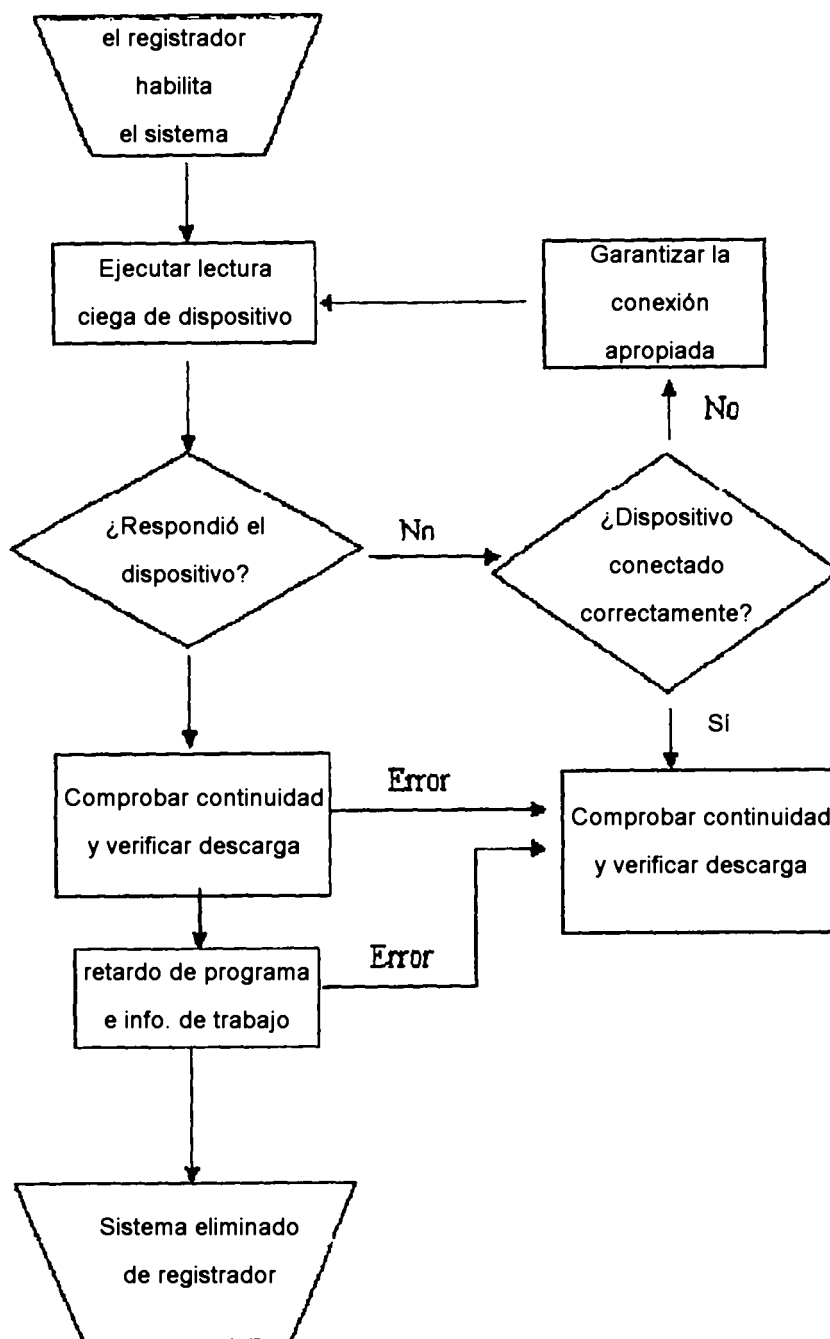 el registrador
habilita
el sistema
Ejecutar lectura
ciega de dispositivo
Garantizar la
conexión
apropiada
No
¿Respondió el
dispositivo?
No
¿Dispositivo
conectado
correctamente?
Sí
Comprobar continuidad
y verificar descarga
Error
Comprobar continuidad
y verificar descarga
retardo de programa
e info. de trabajo
Error
Sistema eliminado
de registrador